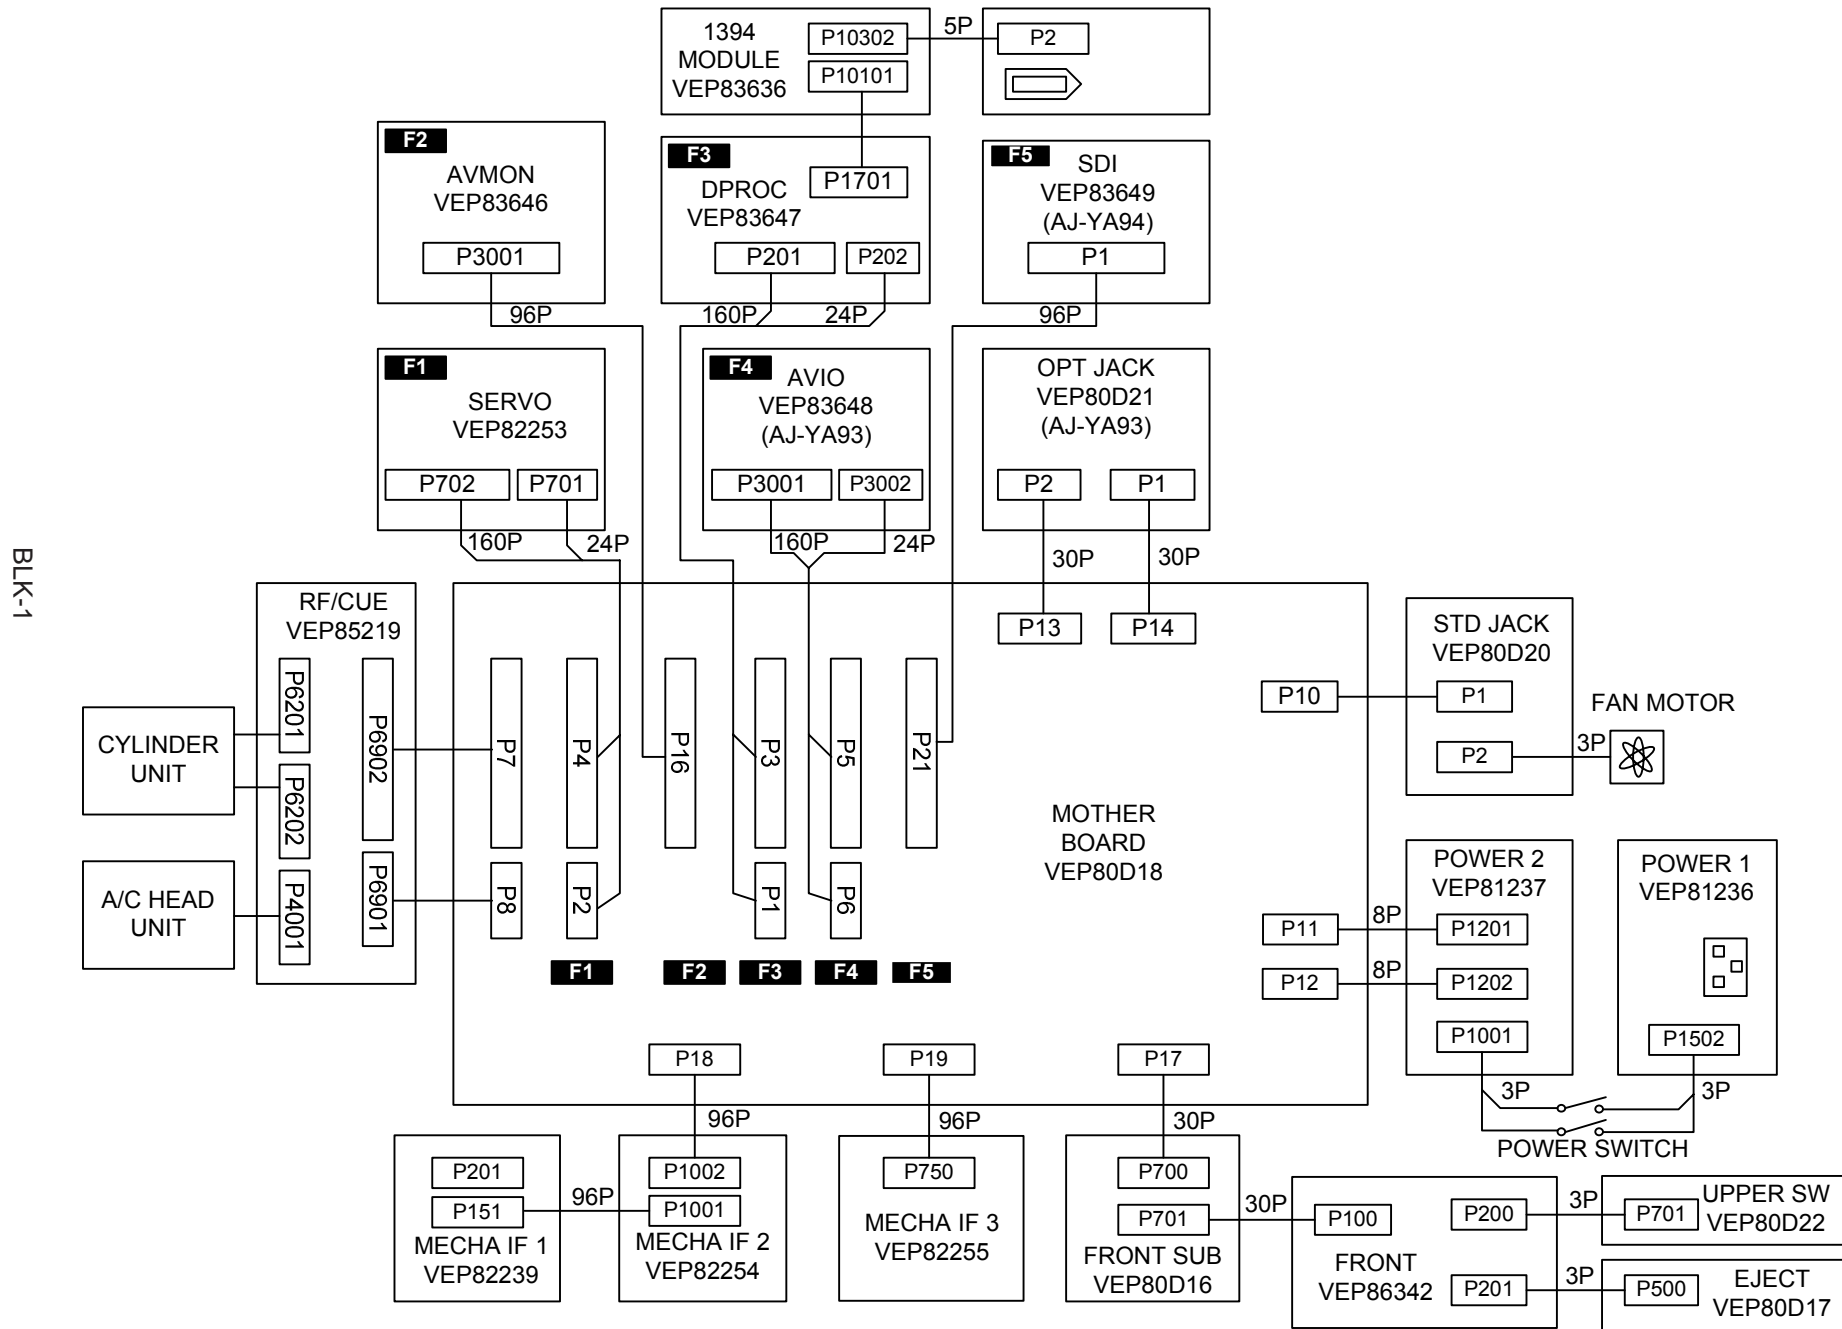 1394
MODULE
VEP83636
P10302
5P
P2
P10101
F2
AVMON
VEP83646
P3001
96P
F3
DPROC
VEP83647
P1701
P201
P202
160P
24P
F5
SDI
VEP83649
(AJ-YA94)
P1
96P
F1
SERVO
VEP82253
P702
P701
160P
24P
F4
AVIO
VEP83648
(AJ-YA93)
P3001
P3002
160P
24P
OPT JACK
VEP80D21
(AJ-YA93)
P2
P1
30P
30P
BLK-1
RF/CUE
VEP85219
P6201
P6202
P4001
P6902
P6901
CYLINDER
UNIT
A/C HEAD
UNIT
P13
P14
P7
P4
P16
P3
P5
P21
P8
P2
P1
P6
F1
F2
F3
F4
F5
MOTHER
BOARD
VEP80D18
P10
STD JACK
VEP80D20
P1
P2
3P
FAN MOTOR
P11
8P
P12
8P
POWER 2
VEP81237
P1201
P1202
P1001
POWER 1
VEP81236
P1502
3P
3P
POWER SWITCH
P18
P19
P17
96P
96P
30P
P201
P151
MECHA IF 1
VEP82239
96P
P1002
P1001
MECHA IF 2
VEP82254
P750
MECHA IF 3
VEP82255
P700
P701
FRONT SUB
VEP80D16
30P
P100
FRONT
VEP86342
P200
P201
3P
3P
P701
UPPER SW
VEP80D22
P500
EJECT
VEP80D17